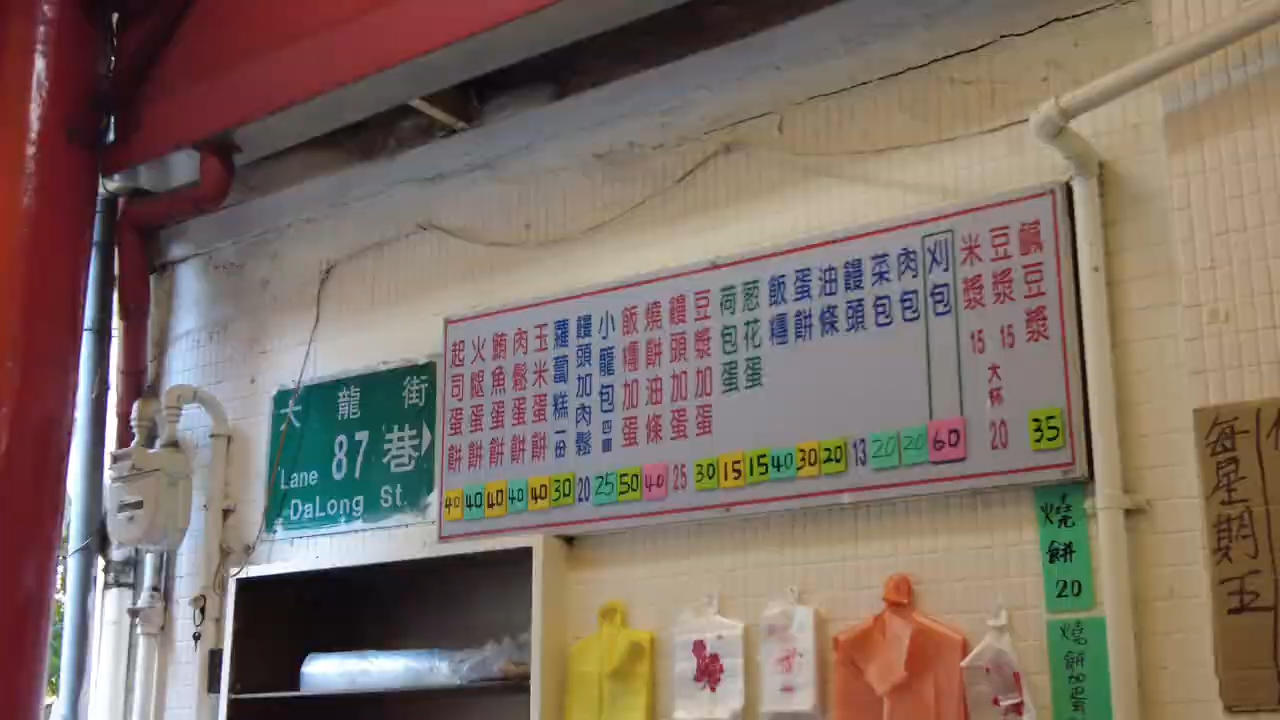 鹹豆漿 35
豆漿 15 大杯 20
米漿 15
刈包 60
肉包 20
菜包 20
饅頭 13
油條 20
蛋餅 30
飯糰 40
葱花蛋 15
荷包蛋 15
豆漿加蛋 30
饅頭加蛋 25
燒餅油條 40
飯糰加蛋 50
小籠包四個 25
饅頭加肉鬆 20
蘿蔔糕一份 30
玉米蛋餅 40
肉鬆蛋餅 40
鮪魚蛋餅 40
火腿蛋餅 40
起司蛋餅 40
大龍街
87巷
Lane
DaLong St.
燒餅 20
燒餅加蛋
每星期五